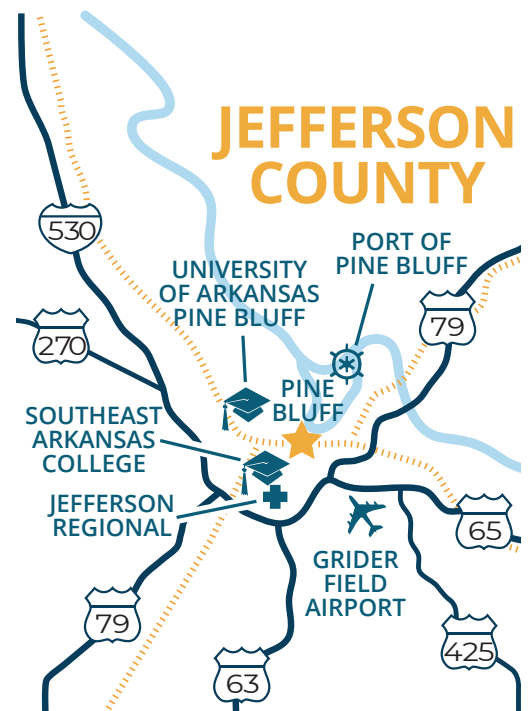 JEFFERSON
COUNTY
530
PORT OF
PINE BLUFF
UNIVERSITY
OF ARKANSAS
PINE BLUFF
79
270
PINE
BLUFF
SOUTHEAST
ARKANSAS
COLLEGE
JEFFERSON
REGIONAL
65
GRIDER
FIELD
AIRPORT
79
425
63